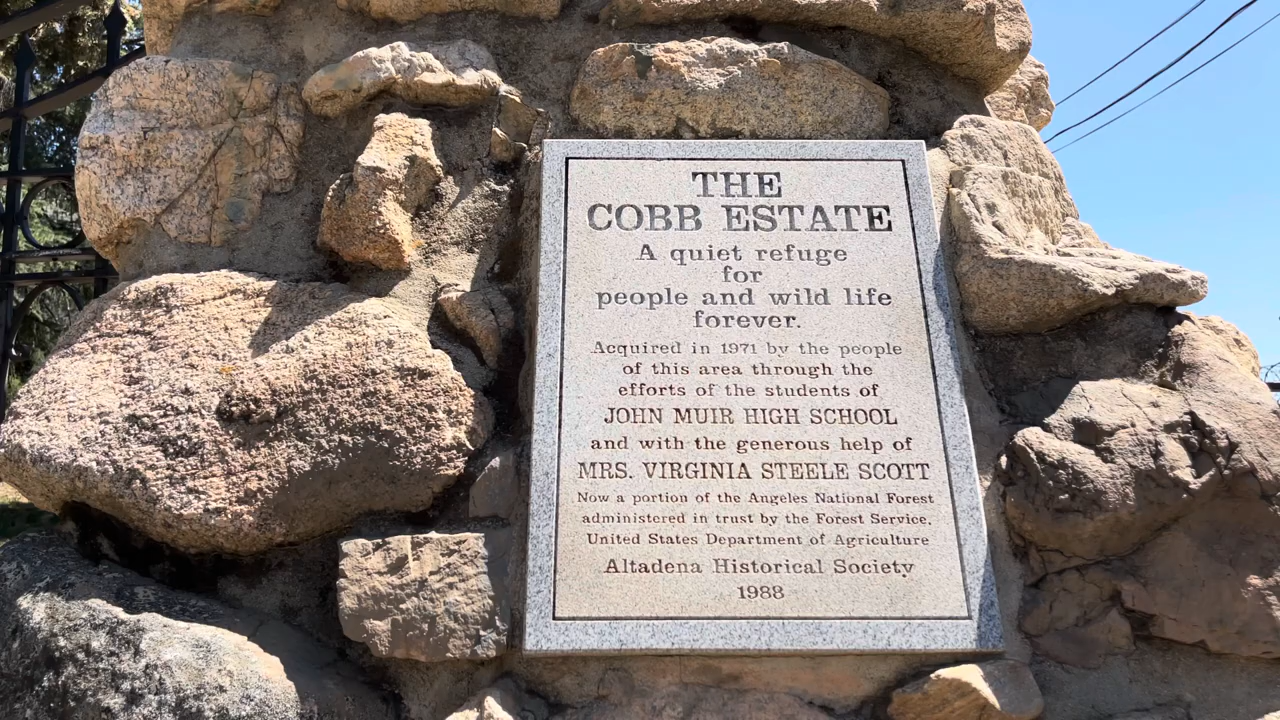 THE
COBB ESTATE
A quiet refuge
for
people and wild life
forever.
Acquired in 1971 by the people
of this area through the
efforts of the students of
JOHN MUIR HIGH SCHOOL
and with the generous help of
MRS. VIRGINIA STEELE SCOTT
Now a portion of the Angeles National Forest
administered in trust by the Forest Service,
United States Department of Agriculture
Altadena Historical Society
1988